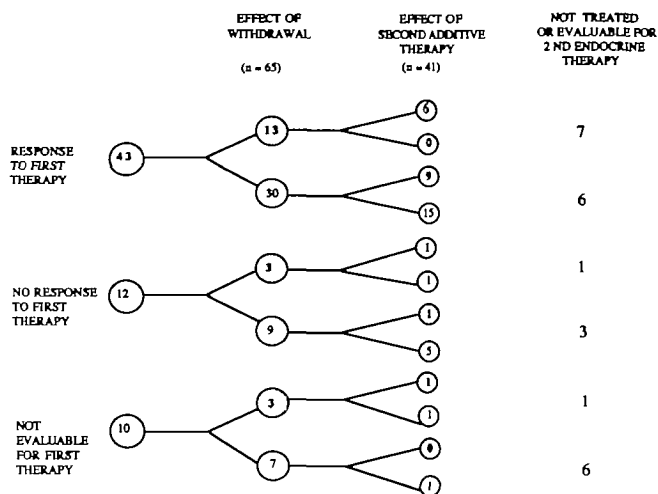 EFFECT OF
WITHDRAWAL
(n = 65)
EFFECT OF
SECOND ADDITIVE
THERAPY
(n = 41)
NOT TREATED
OR EVALUABLE FOR
2 ND ENDOCRINE
THERAPY
RESPONSE
TO FIRST
THERAPY
43
13
30
6
0
9
15
7
6
NO RESPONSE
TO FIRST
THERAPY
12
3
9
1
1
1
5
1
3
NOT
EVALUABLE
FOR FIRST
THERAPY
10
3
7
1
1
0
1
1
6